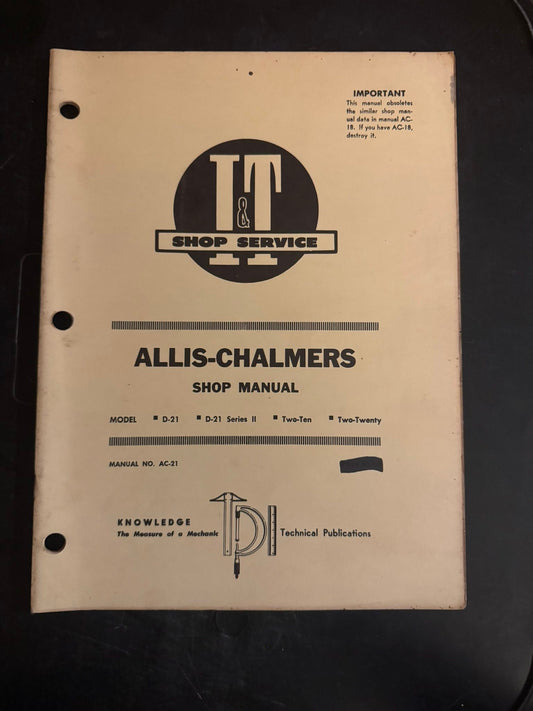 IMPORTANT
This manual obsoletes
the similar shop man-
ual data in manual AC-
18. If you have AC-18,
destroy it.
I&T
SHOP SERVICE
ALLIS-CHALMERS
SHOP MANUAL
MODEL ▪ D-21 ▪ D-21 Series II ▪ Two-Ten ▪ Two-Twenty
MANUAL NO. AC-21
KNOWLEDGE
The Measure of a Mechanic
TPI
Technical Publications